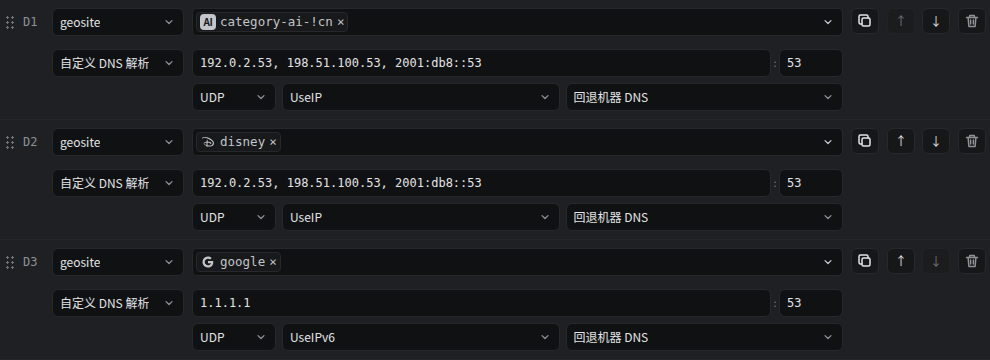 D1 geosite AI category-ai-!cn ×
自定义 DNS 解析 192.0.2.53, 198.51.100.53, 2001:db8::53 : 53
UDP UseIP 回退机器 DNS
D2 geosite disney ×
自定义 DNS 解析 192.0.2.53, 198.51.100.53, 2001:db8::53 : 53
UDP UseIP 回退机器 DNS
D3 geosite google ×
自定义 DNS 解析 1.1.1.1 : 53
UDP UseIPv6 回退机器 DNS